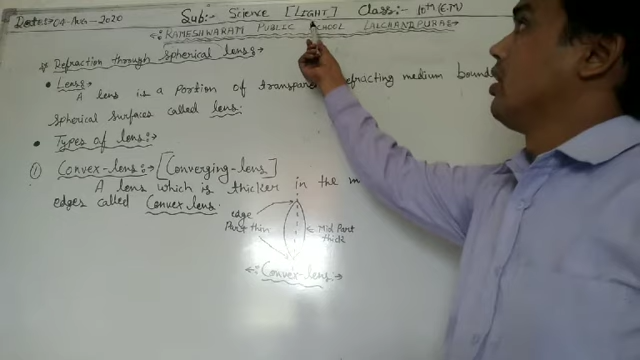 Date:-04-Aug-2020 Sub:- Science [LIGHT] Class:- 10th (E.M)
RAMESHWARAM PUBLIC SCHOOL LALCHANDPURA
Refraction through spherical lens
• Lens→
A lens is a portion of refracting medium bound
spherical surfaces called lens.
• Types of lens:→
① Convex-lens:→ [Converging-lens]
A lens which is thicker in the m
edges called Convex lens.
edge
Part thin
Mid Part
thick
Convex-lens